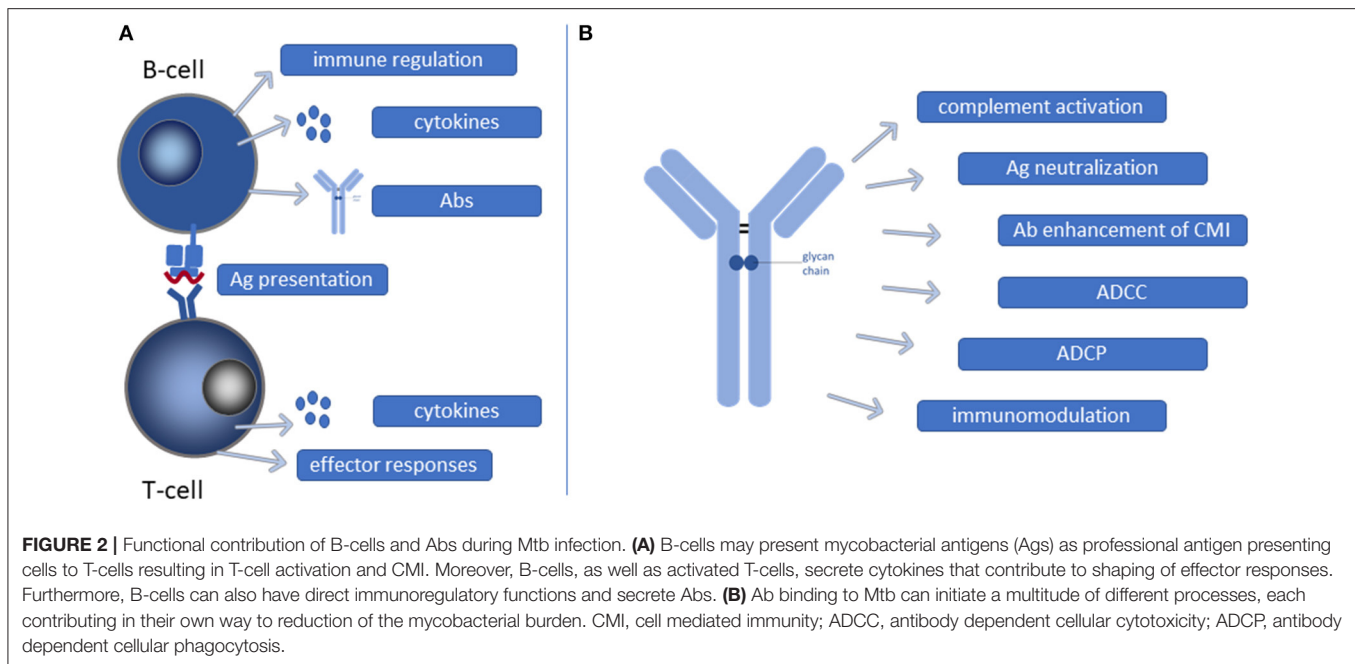 A
B-cell
immune regulation
cytokines
Abs
Ag presentation
cytokines
effector responses
T-cell
B
complement activation
Ag neutralization
Ab enhancement of CMI
glycan
chain
ADCC
ADCP
immunomodulation
FIGURE 2 | Functional contribution of B-cells and Abs during Mtb infection. (A) B-cells may present mycobacterial antigens (Ags) as professional antigen presenting
cells to T-cells resulting in T-cell activation and CMI. Moreover, B-cells, as well as activated T-cells, secrete cytokines that contribute to shaping of effector responses.
Furthermore, B-cells can also have direct immunoregulatory functions and secrete Abs. (B) Ab binding to Mtb can initiate a multitude of different processes, each
contributing in their own way to reduction of the mycobacterial burden. CMI, cell mediated immunity; ADCC, antibody dependent cellular cytotoxicity; ADCP, antibody
dependent cellular phagocytosis.